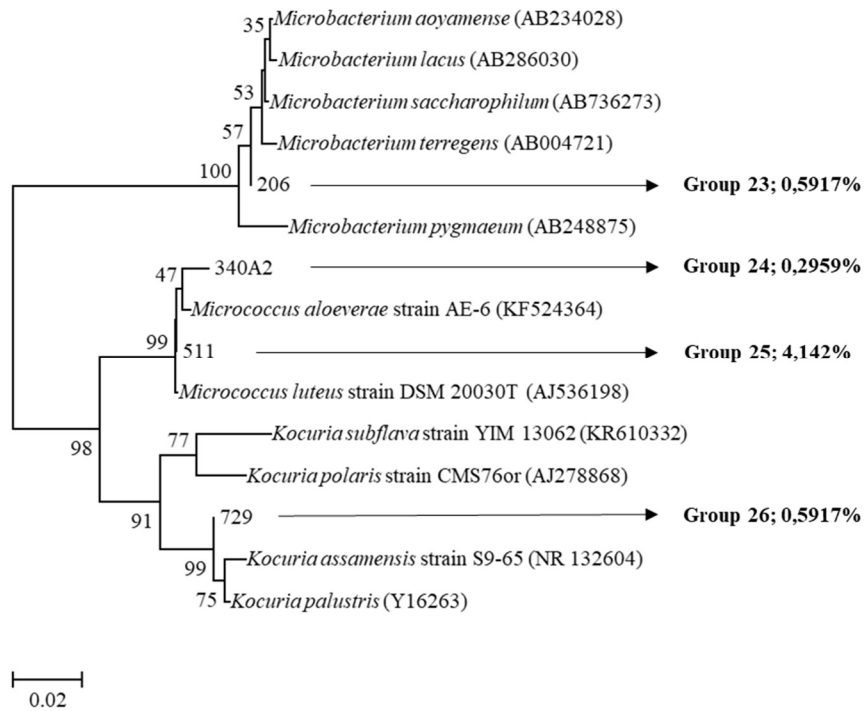 35 Microbacterium aoyamense (AB234028)
Microbacterium lacus (AB286030)
53 Microbacterium saccharophilum (AB736273)
57 Microbacterium terregens (AB004721)
100 206 Group 23; 0,5917%
Microbacterium pygmaeum (AB248875)
47 340A2 Group 24; 0,2959%
Micrococcus aloeverae strain AE-6 (KF524364)
99 511 Group 25; 4,142%
Micrococcus luteus strain DSM 20030T (AJ536198)
98 77 Kocuria subflava strain YIM 13062 (KR610332)
Kocuria polaris strain CMS76or (AJ278868)
91 729 Group 26; 0,5917%
99 Kocuria assamensis strain S9-65 (NR 132604)
75 Kocuria palustris (Y16263)
0.02